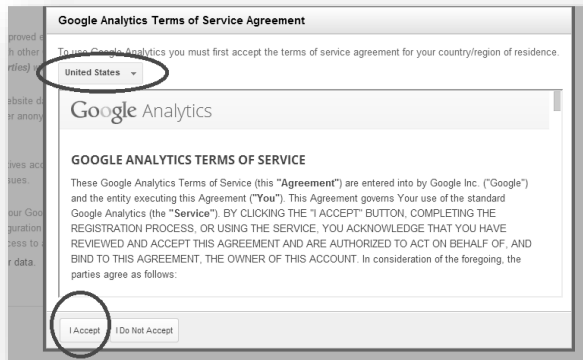 Google Analytics Terms of Service Agreement
To use Google Analytics you must first accept the terms of service agreement for your country/region of residence.
United States
Google Analytics
GOOGLE ANALYTICS TERMS OF SERVICE
These Google Analytics Terms of Service (this "Agreement") are entered into by Google Inc. ("Google")
and the entity executing this Agreement ("You"). This Agreement governs Your use of the standard
Google Analytics (the "Service"). BY CLICKING THE "I ACCEPT" BUTTON, COMPLETING THE
REGISTRATION PROCESS, OR USING THE SERVICE, YOU ACKNOWLEDGE THAT YOU HAVE
REVIEWED AND ACCEPT THIS AGREEMENT AND ARE AUTHORIZED TO ACT ON BEHALF OF, AND
BIND TO THIS AGREEMENT, THE OWNER OF THIS ACCOUNT. In consideration of the foregoing, the
parties agree as follows:
r data.
I Accept I Do Not Accept